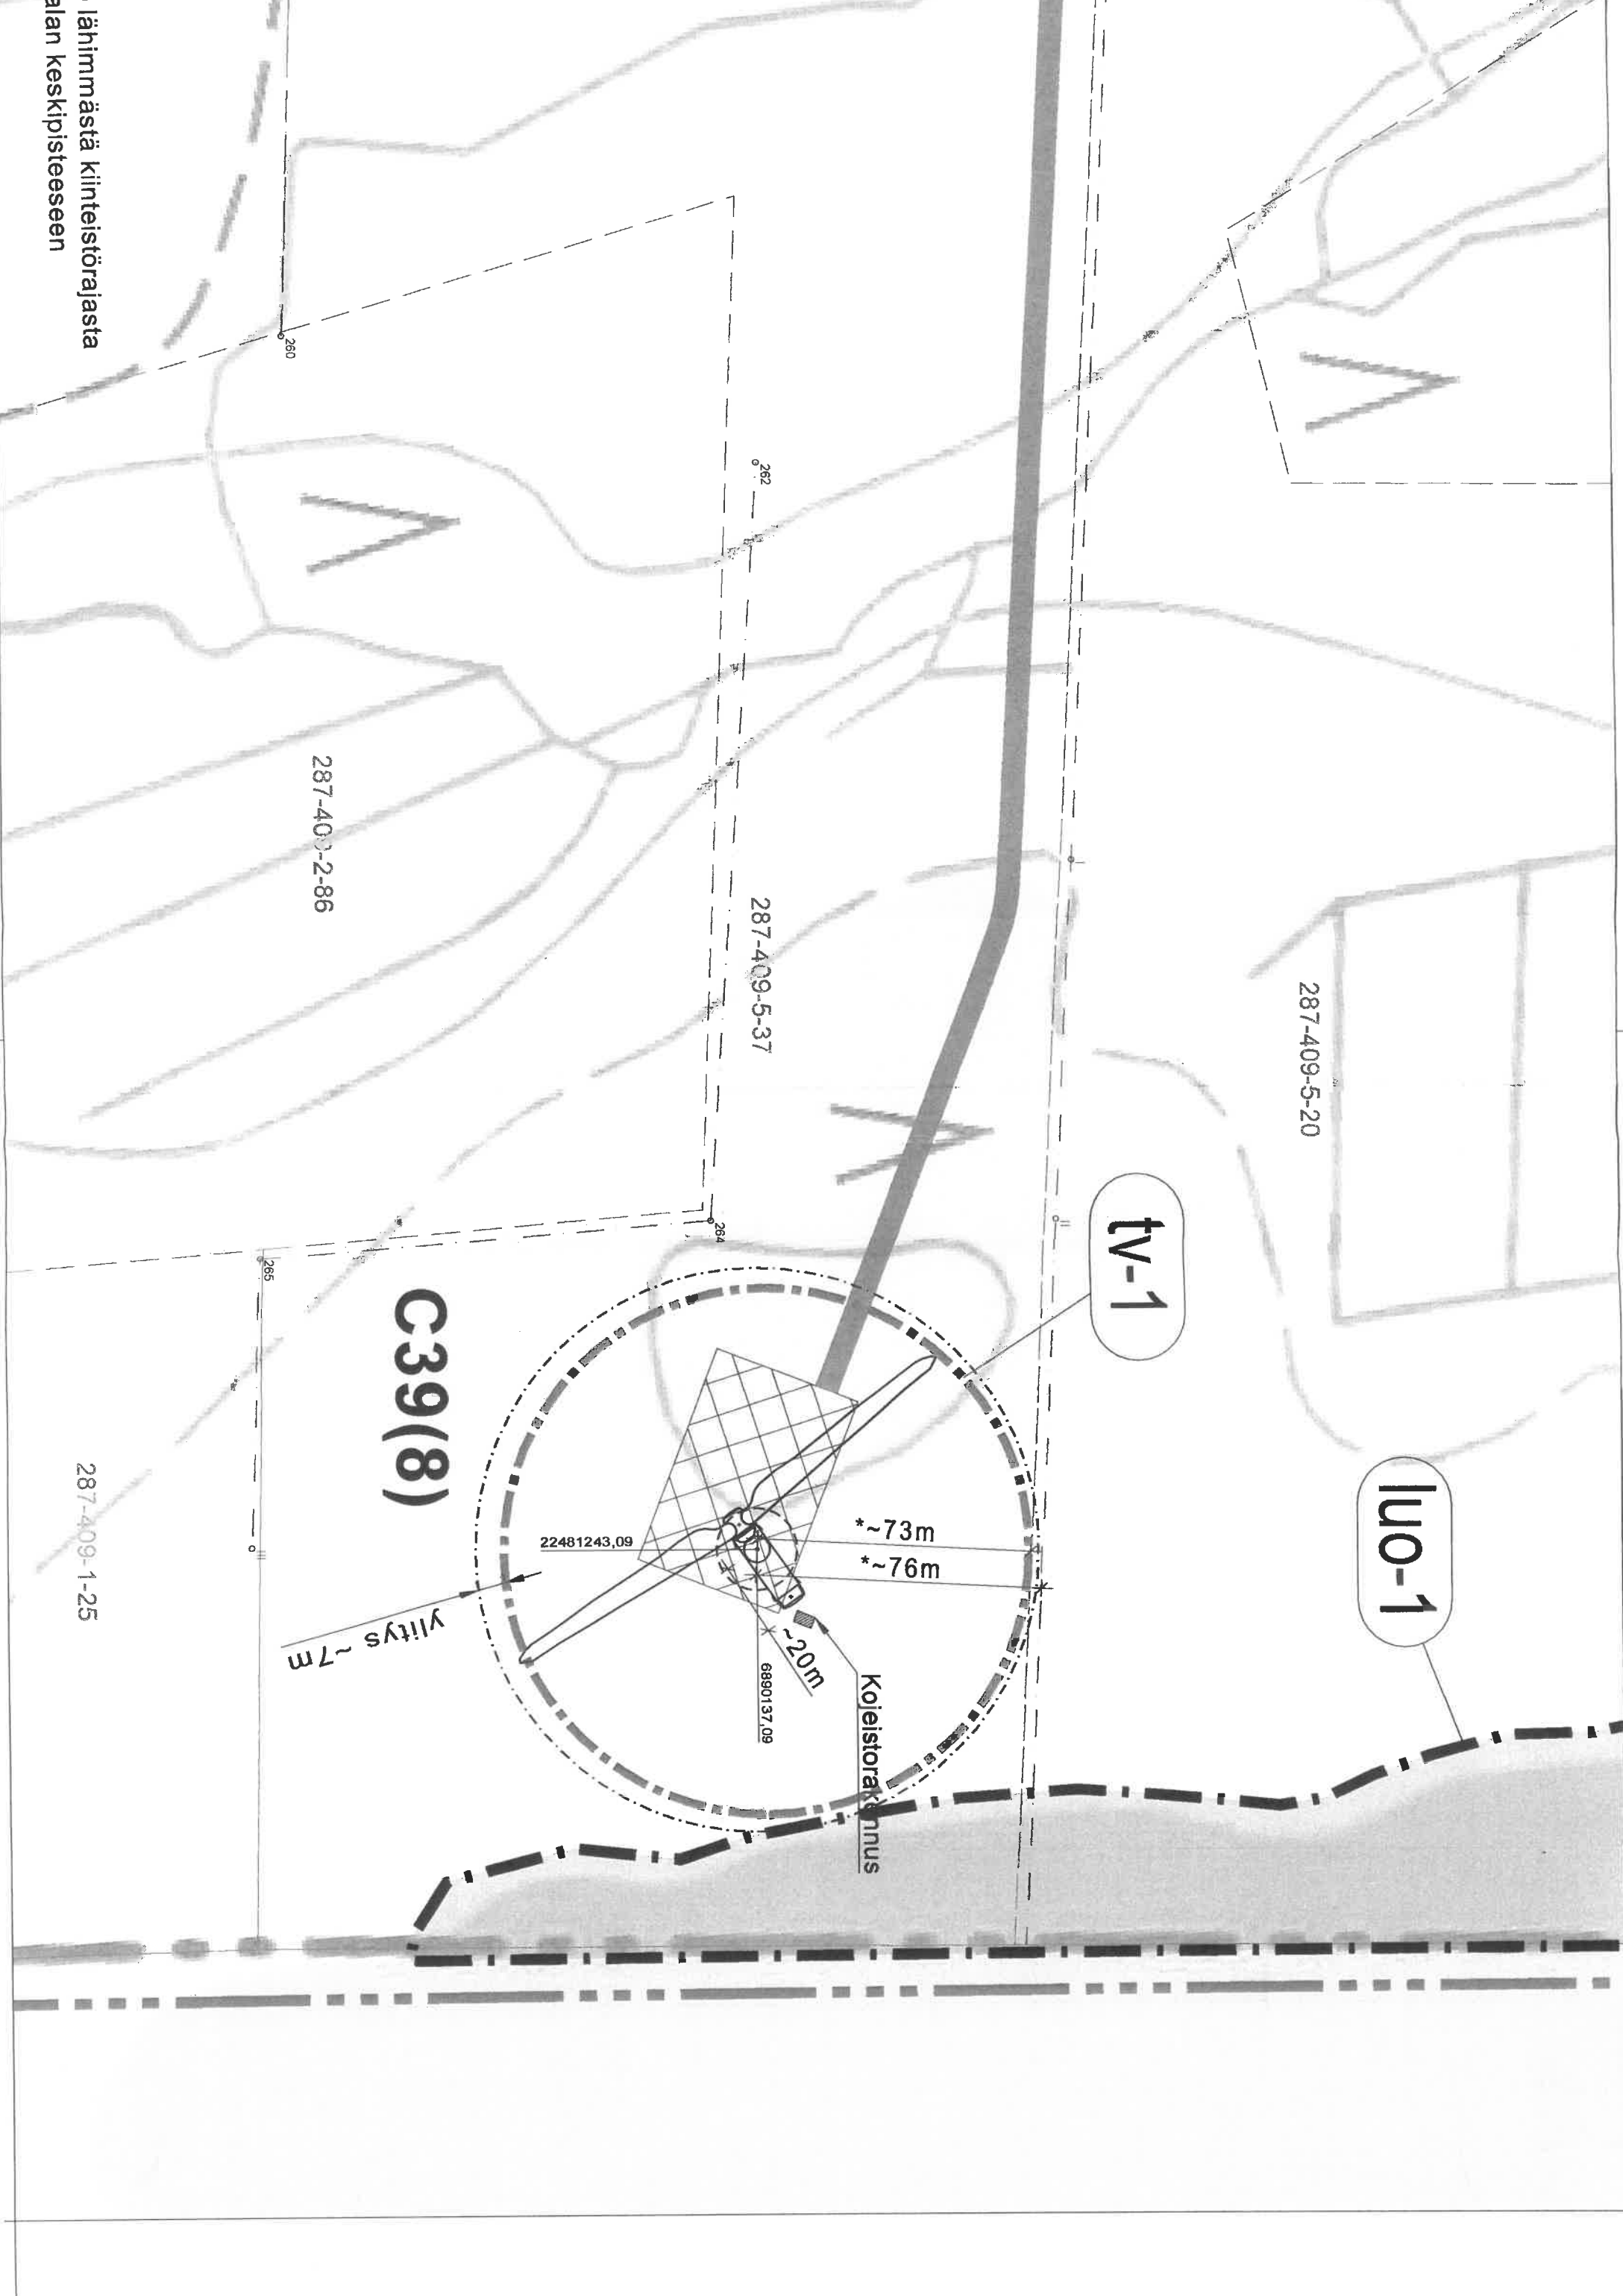 lähimmästä kiinteistörajasta
alan keskipisteeseen
260
262
V
V
287-409-2-86
287-409-5-37
287-409-5-20
V
tv-1
264
265
C39(8)
luo-1
287-409-1-25
22481243,09
*~73m
*~76m
~20m
6890137,09
ylitys ~7m
Kojeistorakennus